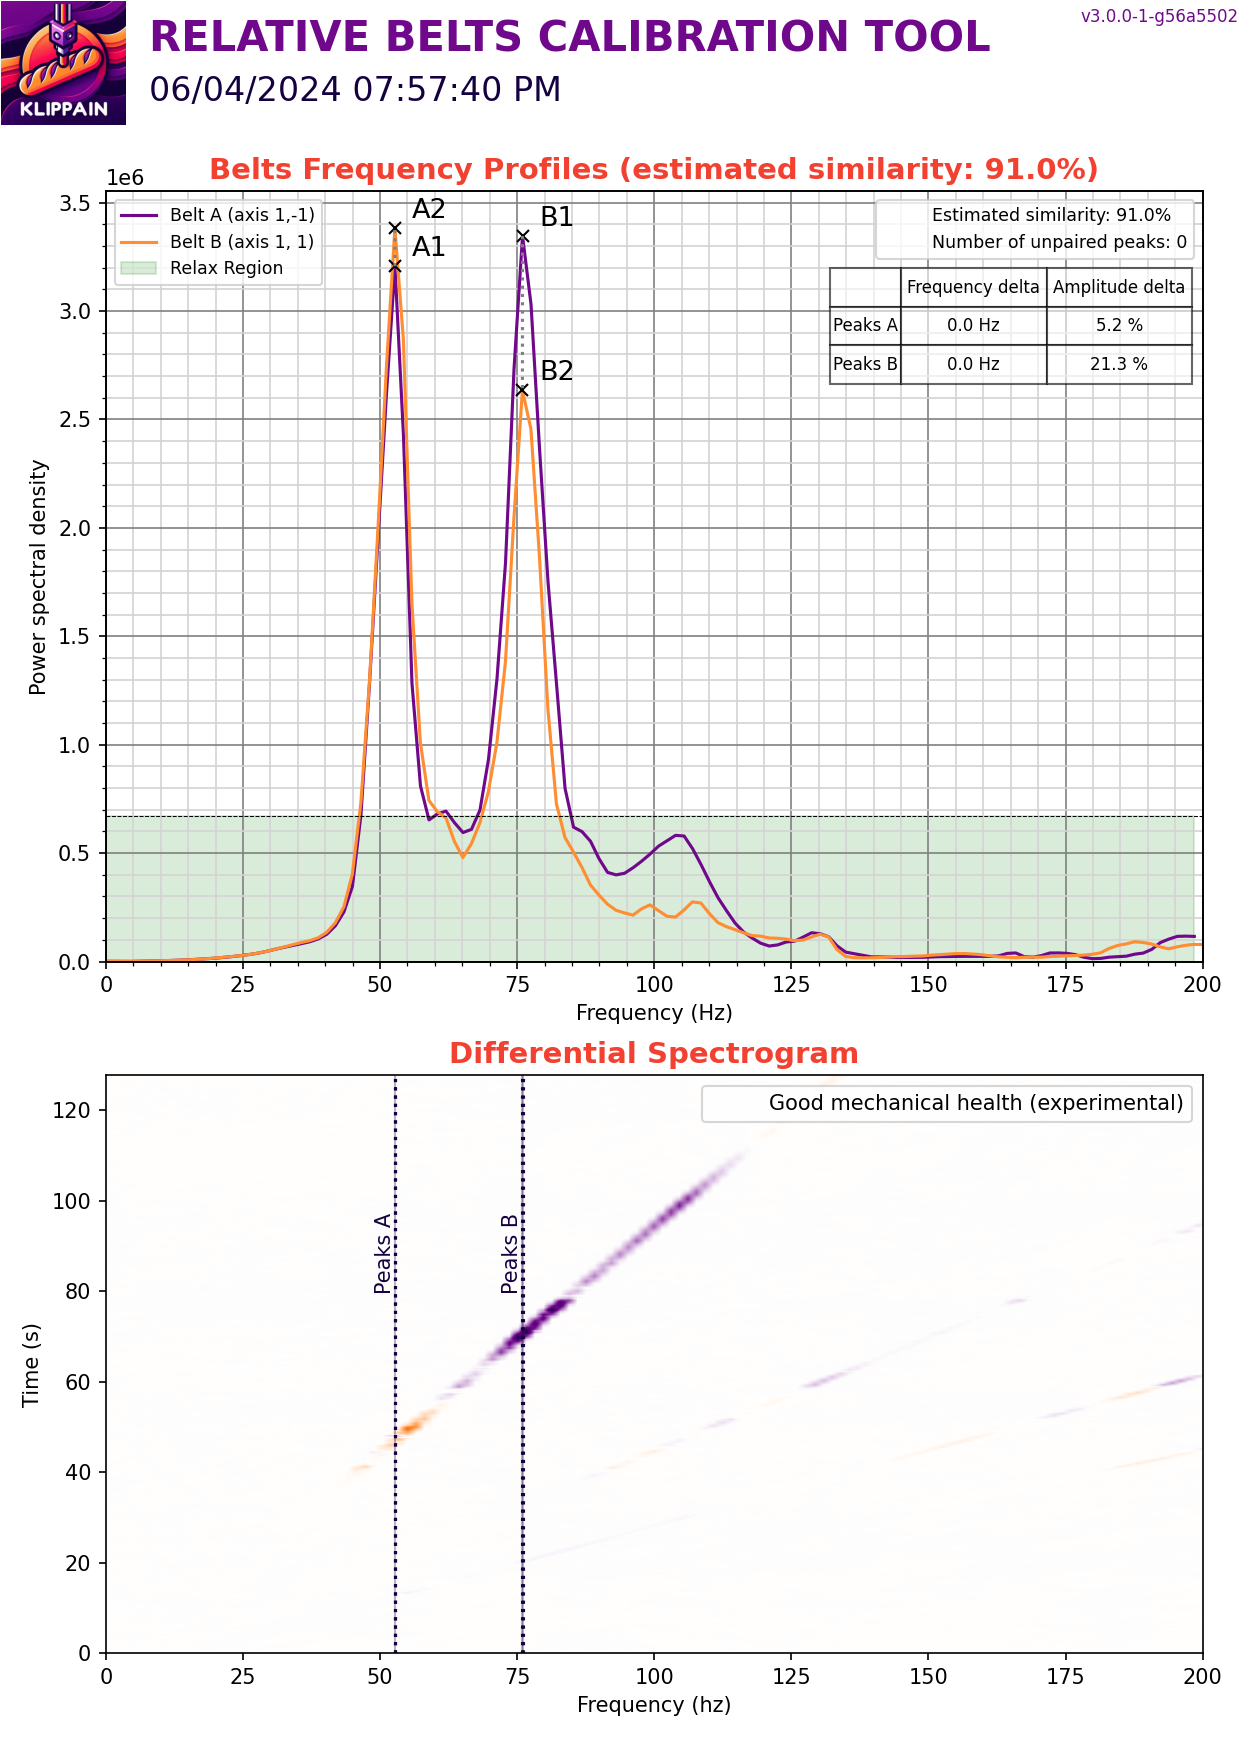 v3.0.0-1-g56a5502
RELATIVE BELTS CALIBRATION TOOL
06/04/2024 07:57:40 PM
KLIPPAIN
Belts Frequency Profiles (estimated similarity: 91.0%)
1e6
Belt A (axis 1,-1)
Belt B (axis 1, 1)
Relax Region
A2
A1
B1
B2
Estimated similarity: 91.0%
Number of unpaired peaks: 0
Frequency delta Amplitude delta
Peaks A 0.0 Hz 5.2 %
Peaks B 0.0 Hz 21.3 %
3.5
3.0
2.5
2.0
1.5
1.0
0.5
0.0
Power spectral density
0 25 50 75 100 125 150 175 200
Frequency (Hz)
Differential Spectrogram
Good mechanical health (experimental)
Peaks A
Peaks B
120
100
80
60
40
20
0
Time (s)
0 25 50 75 100 125 150 175 200
Frequency (hz)